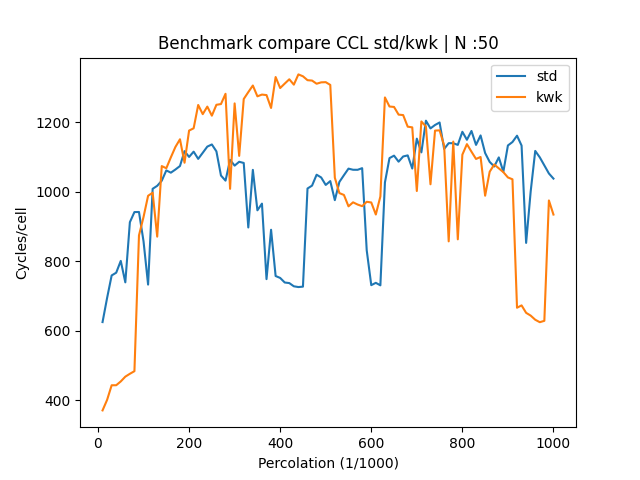 Benchmark compare CCL std/kwk | N :50
std
kwk
Cycles/cell
1200
1000
800
600
400
0 200 400 600 800 1000
Percolation (1/1000)